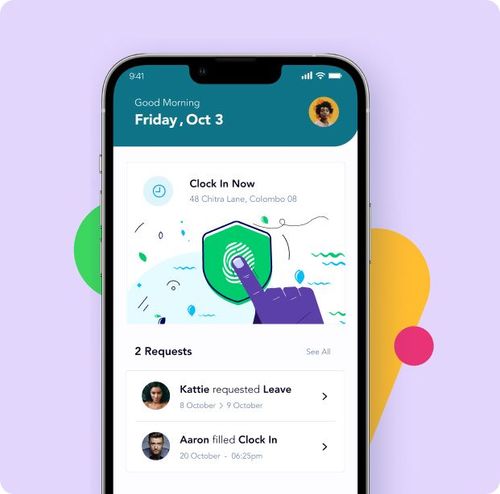 9:41
Good Morning
Friday, Oct 3
Clock In Now
48 Chitra Lane, Colombo 08
2 Requests
See All
Kattie requested Leave
8 October > 9 October
Aaron filled Clock In
20 October - 06:25pm